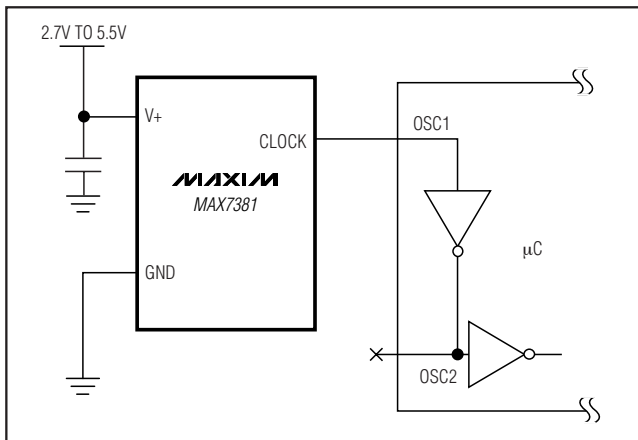 2.7V TO 5.5V
V+
CLOCK
OSC1
MAXIM
MAX7381
µC
GND
OSC2